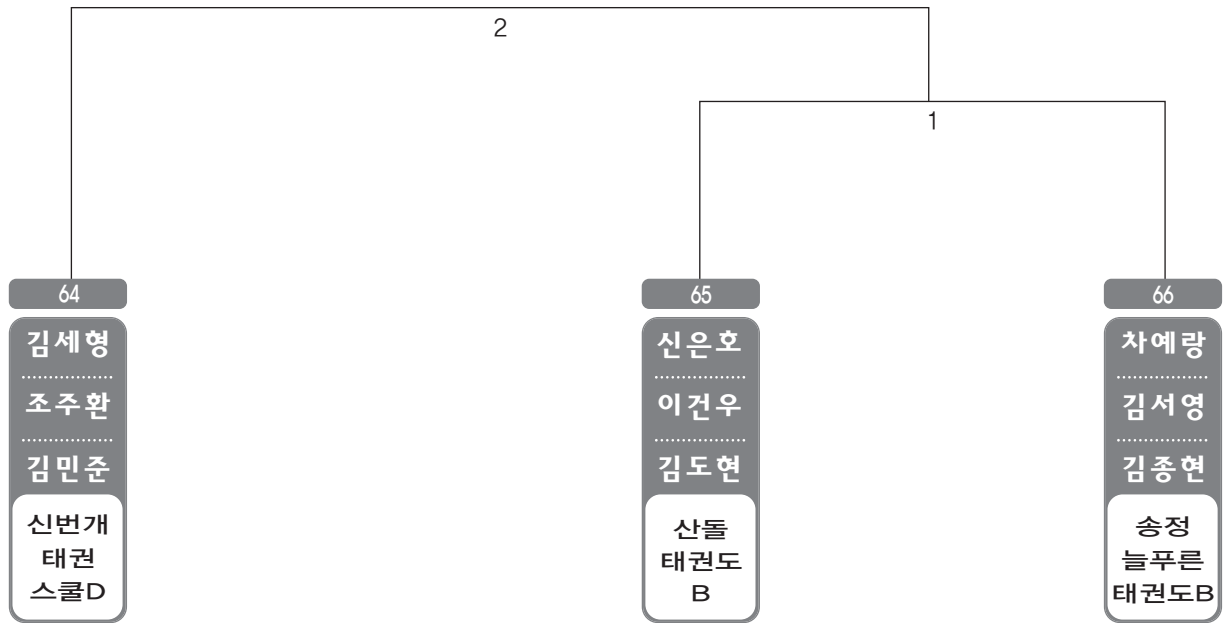 2
1
64
김세형
조주환
김민준
신번개
태권
스쿨D
65
신은호
이건우
김도현
산돌
태권도
B
66
차예랑
김서영
김종현
송정
늘푸른
태권도B